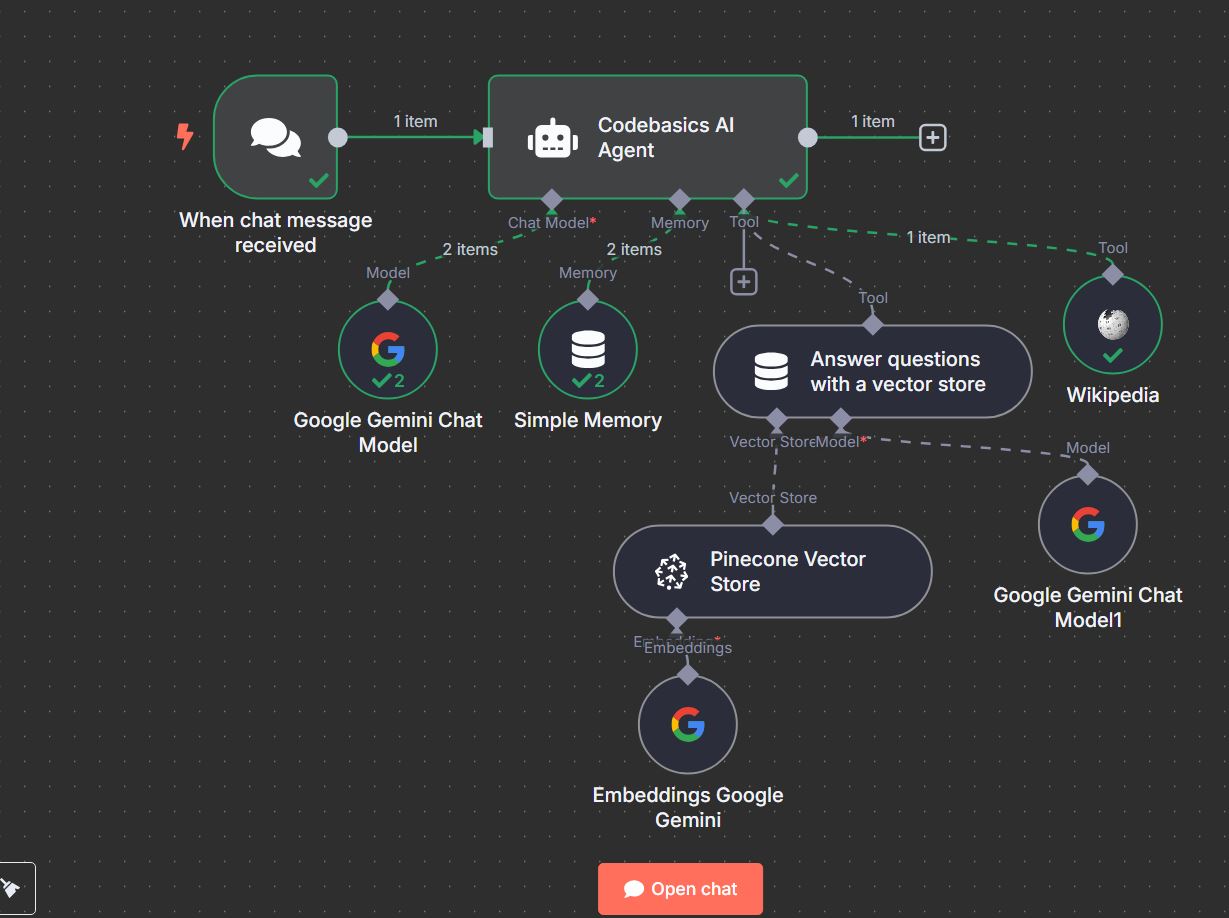 1 item
Codebasics AI
Agent
1 item
When chat message
received
Chat Model*
Memory
Tool
2 items
2 items
1 item
Tool
Model
Memory
Tool
Answer questions
with a vector store
2
2
Wikipedia
Google Gemini Chat
Model
Simple Memory
Vector Store
Model*
Model
Vector Store
Pinecone Vector
Store
Google Gemini Chat
Model1
Embedding*
Embeddings
Embeddings Google
Gemini
Open chat